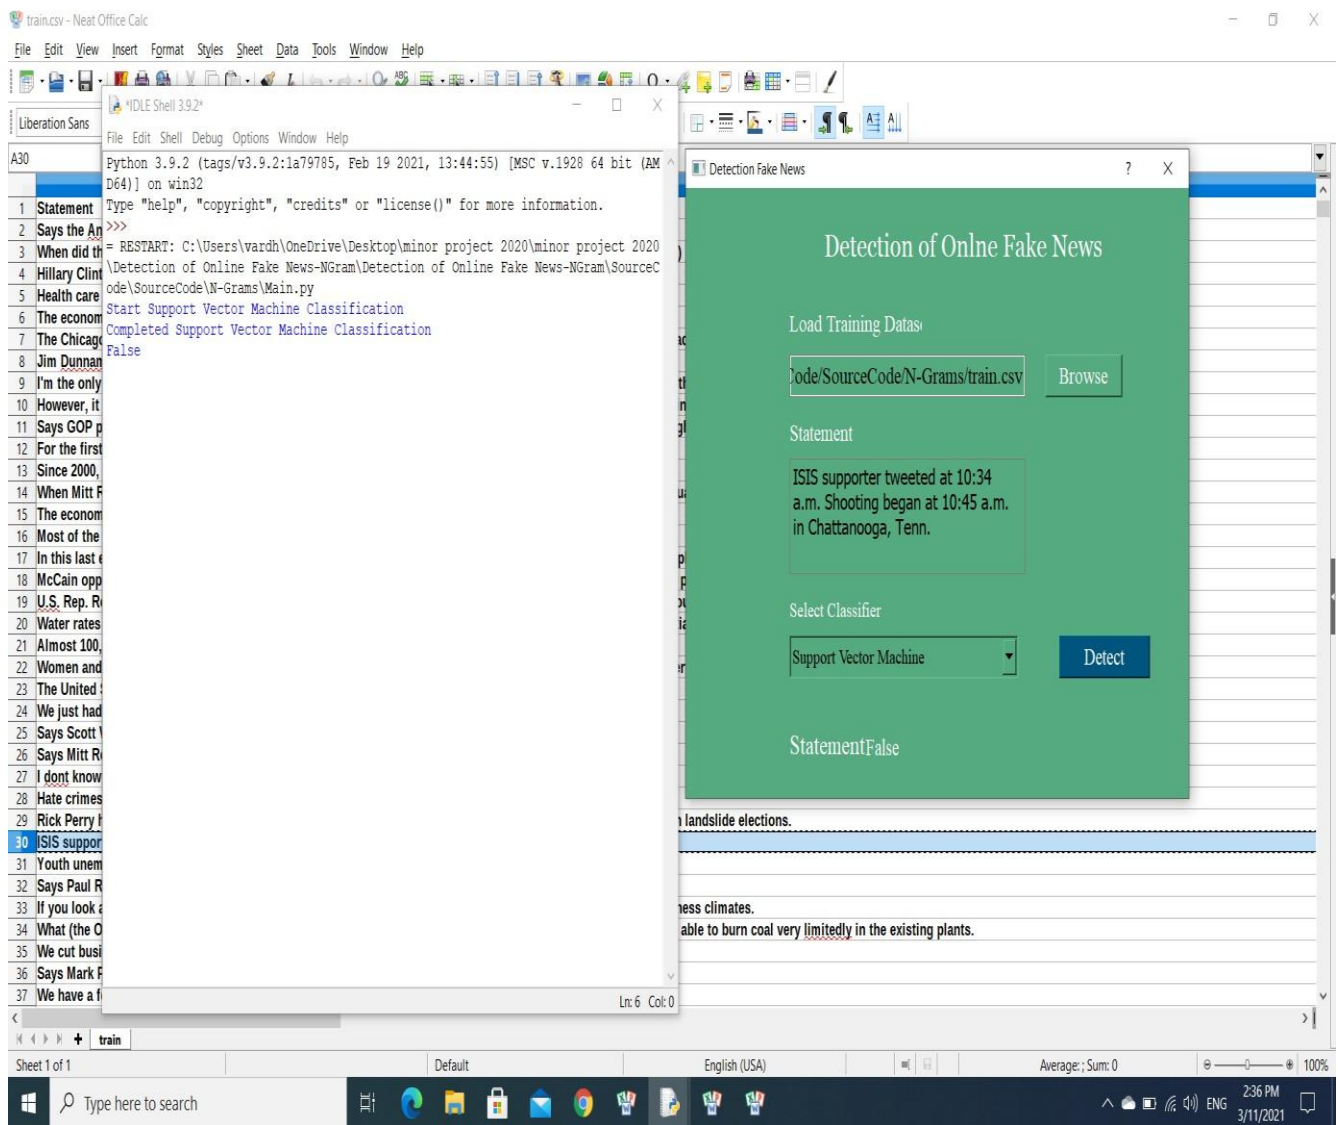 train.csv - Neat Office Calc
File Edit View Insert Format Styles Sheet Data Tools Window Help
Liberation Sans
A30
*IDLE Shell 3.9.2*
File Edit Shell Debug Options Window Help
Python 3.9.2 (tags/v3.9.2:1a79785, Feb 19 2021, 13:44:55) [MSC v.1928 64 bit (AM
D64)] on win32
Type "help", "copyright", "credits" or "license()" for more information.
>>>
= RESTART: C:\Users\vardh\OneDrive\Desktop\minor project 2020\minor project 2020
\Detection of Online Fake News-NGram\Detection of Online Fake News-NGram\SourceC
ode\SourceCode\N-Grams\Main.py
Start Support Vector Machine Classification
Completed Support Vector Machine Classification
False
Ln: 6 Col: 0
Detection Fake News
Detection of Onlne Fake News
Load Training Datas
Code/SourceCode/N-Grams/train.csv
Browse
Statement
ISIS supporter tweeted at 10:34
a.m. Shooting began at 10:45 a.m.
in Chattanooga, Tenn.
Select Classifier
Support Vector Machine
Detect
StatementFalse
1 Statement
2 Says the An
3 When did th
4 Hillary Clint
5 Health care
6 The econom
7 The Chicago
8 Jim Dunnan
9 I'm the only
10 However, it
11 Says GOP p
12 For the first
13 Since 2000,
14 When Mitt R
15 The econom
16 Most of the
17 In this last e
18 McCain opp
19 U.S. Rep. R
20 Water rates
21 Almost 100,
22 Women and
23 The United
24 We just had
25 Says Scott
26 Says Mitt R
27 I dont know
28 Hate crimes
29 Rick Perry h
n landslide elections.
30 ISIS suppor
31 Youth unem
32 Says Paul R
33 If you look a
ness climates.
34 What (the O
able to burn coal very limitedly in the existing plants.
35 We cut busi
36 Says Mark P
37 We have a f
train
Sheet 1 of 1 Default English (USA) Average: ; Sum: 0 100%
Type here to search
ENG
2:36 PM
3/11/2021